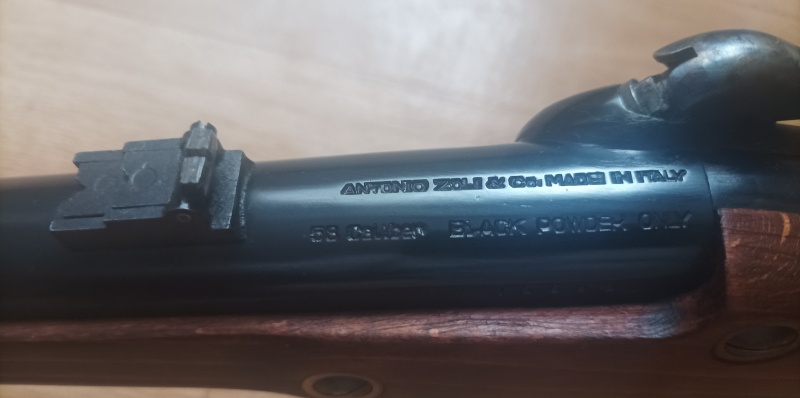 ANTONIO ZOLI & Co. MADE IN ITALY
.58 Caliber BLACK POWDER ONLY